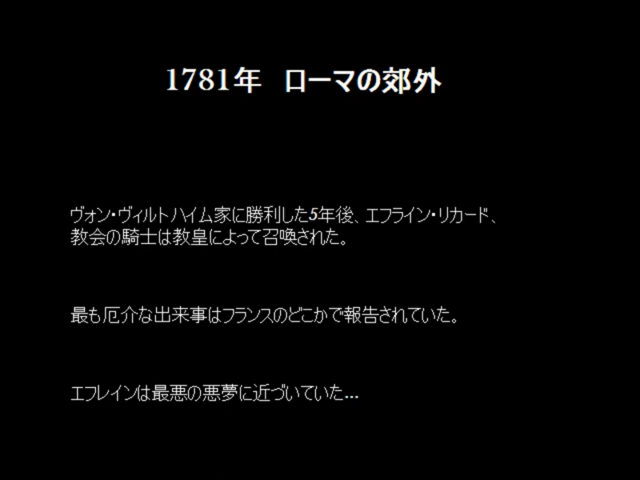 1781年　ローマの郊外
ヴォン・ヴィルトハイム家に勝利した5年後、エフライン・リカード、
教会の騎士は教皇によって召喚された。
最も厄介な出来事はフランスのどこかで報告されていた。
エフレインは最悪の悪夢に近づいていた...